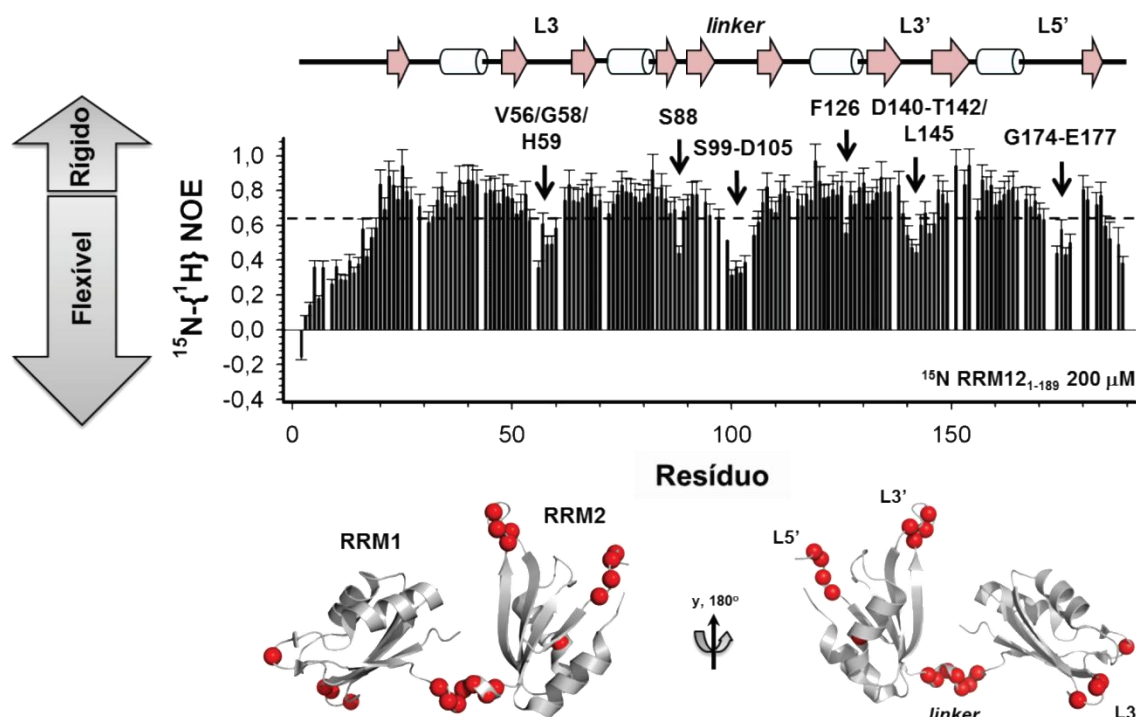 L3 linker L3' L5'
V56/G58/
H59
S88
S99-D105
F126
D140-T142/
L145
G174-E177
Rígido
Flexível
¹⁵N-{¹H} NOE
1,0
0,8
0,6
0,4
0,2
0,0
-0,2
-0,4
¹⁵N RRM12₁₋₁₈₉ 200 µM
0 50 100 150
Resíduo
RRM1
RRM2
y, 180°
L5'
L3'
linker
L3